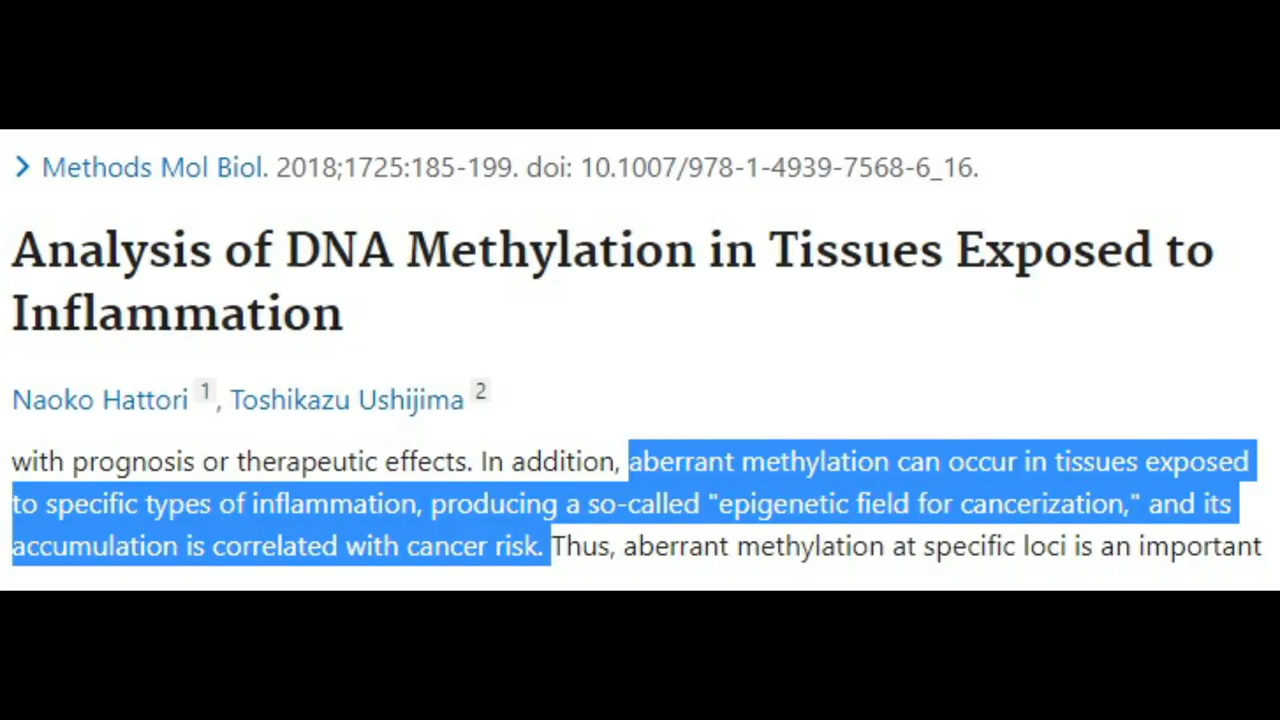 Methods Mol Biol. 2018;1725:185-199. doi: 10.1007/978-1-4939-7568-6_16.
Analysis of DNA Methylation in Tissues Exposed to
Inflammation
Naoko Hattori 1, Toshikazu Ushijima 2
with prognosis or therapeutic effects. In addition, aberrant methylation can occur in tissues exposed
to specific types of inflammation, producing a so-called "epigenetic field for cancerization," and its
accumulation is correlated with cancer risk. Thus, aberrant methylation at specific loci is an important